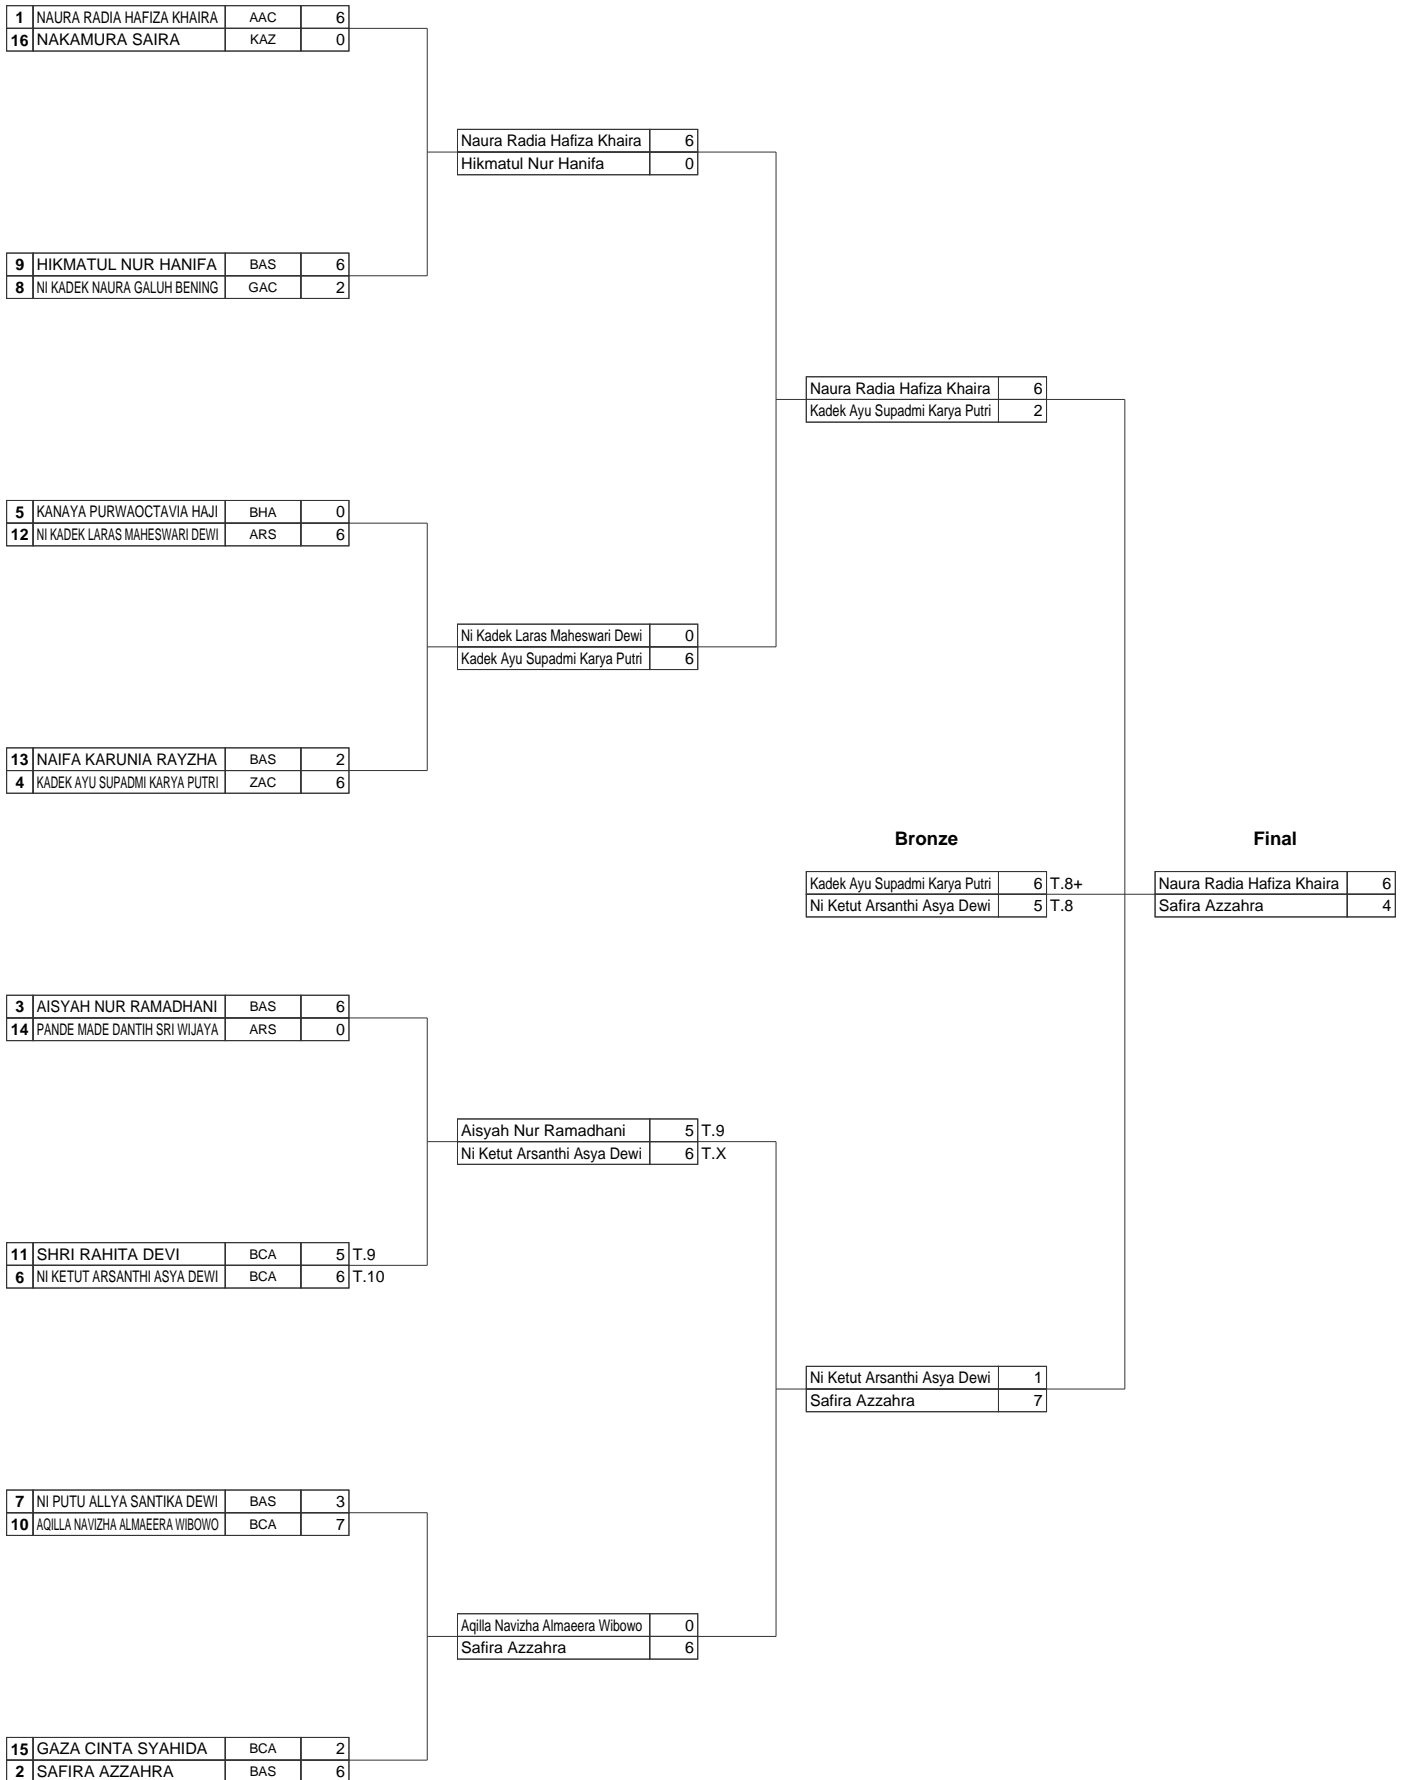 1 NAURA RADIA HAFIZA KHAIRA AAC 6
16 NAKAMURA SAIRA KAZ 0
Naura Radia Hafiza Khaira 6
Hikmatul Nur Hanifa 0
9 HIKMATUL NUR HANIFA BAS 6
8 NI KADEK NAURA GALUH BENING GAC 2
Naura Radia Hafiza Khaira 6
Kadek Ayu Supadmi Karya Putri 2
5 KANAYA PURWAOCTAVIA HAJI BHA 0
12 NI KADEK LARAS MAHESWARI DEWI ARS 6
Ni Kadek Laras Maheswari Dewi 0
Kadek Ayu Supadmi Karya Putri 6
13 NAIFA KARUNIA RAYZHA BAS 2
4 KADEK AYU SUPADMI KARYA PUTRI ZAC 6
Bronze Final
Kadek Ayu Supadmi Karya Putri 6 T.8+ Naura Radia Hafiza Khaira 6
Ni Ketut Arsanthi Asya Dewi 5 T.8 Safira Azzahra 4
3 AISYAH NUR RAMADHANI BAS 6
14 PANDE MADE DANTIH SRI WIJAYA ARS 0
Aisyah Nur Ramadhani 5 T.9
Ni Ketut Arsanthi Asya Dewi 6 T.X
11 SHRI RAHITA DEVI BCA 5 T.9
6 NI KETUT ARSANTHI ASYA DEWI BCA 6 T.10
Ni Ketut Arsanthi Asya Dewi 1
Safira Azzahra 7
7 NI PUTU ALLYA SANTIKA DEWI BAS 3
10 AQILLA NAVIZHA ALMAEERA WIBOWO BCA 7
Aqilla Navizha Almaeera Wibowo 0
Safira Azzahra 6
15 GAZA CINTA SYAHIDA BCA 2
2 SAFIRA AZZAHRA BAS 6